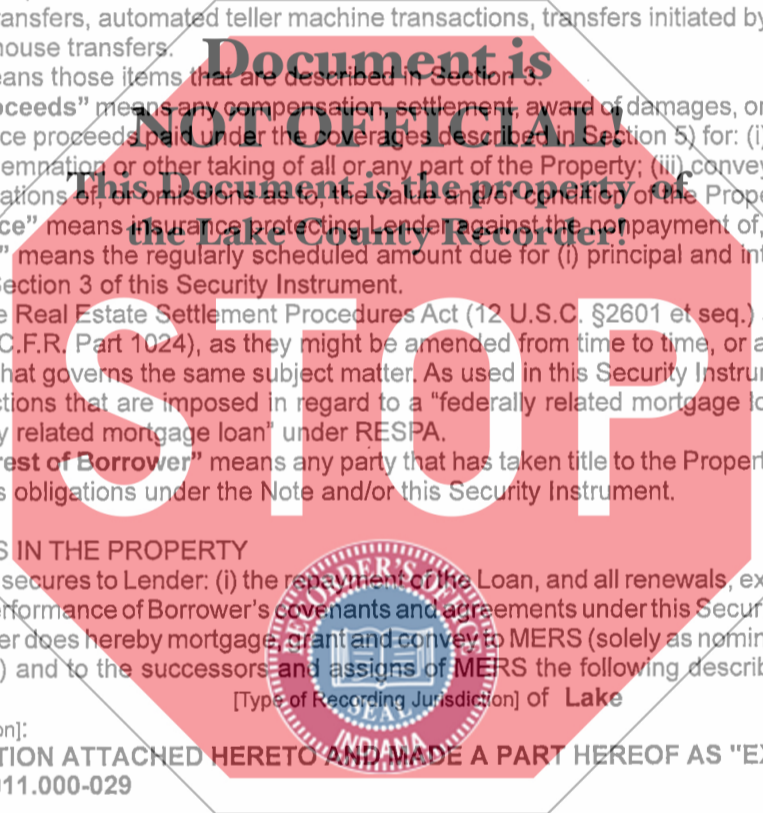 ansfers, automated teller machine transactions, transfers initiated by
house transfers.
Document is
eans those items that are described in Section 3.
oceeds” means any compensation, settlement, award of damages, or
NOT OFFICIAL!
ce proceeds paid under the coverages described in Section 5) for: (i)
emnation or other taking of all or any part of the Property; (iii) convey
This Document is the property of
ations of, or omissions as to, the value and/or condition of the Prope
ce” means insurance protecting Lender against the nonpayment of,
the Lake County Recorder!
” means the regularly scheduled amount due for (i) principal and int
ection 3 of this Security Instrument.
e Real Estate Settlement Procedures Act (12 U.S.C. §2601 et seq.)
C.F.R. Part 1024), as they might be amended from time to time, or a
hat governs the same subject matter. As used in this Security Instrum
STOP
ctions that are imposed in regard to a “federally related mortgage lo
y related mortgage loan” under RESPA.
rest of Borrower” means any party that has taken title to the Propert
s obligations under the Note and/or this Security Instrument.
S IN THE PROPERTY
secures to Lender: (i) the repayment of the Loan, and all renewals, ex
erformance of Borrower’s covenants and agreements under this Secur
er does hereby mortgage, grant and convey to MERS (solely as nomin
) and to the successors and assigns of MERS the following describ
[Type of Recording Jurisdiction] of Lake
RECORDER'S OFFICE
SEAL
INDIANA
on]:
TION ATTACHED HERETO AND MADE A PART HEREOF AS "EX
011.000-029